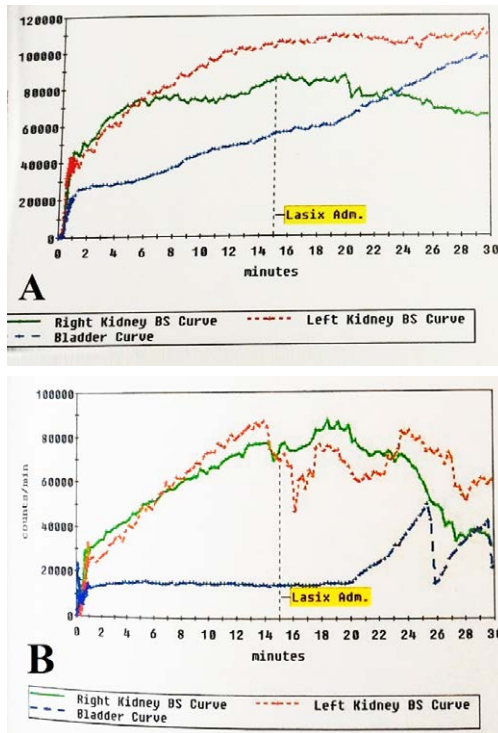 120000
100000
80000
60000
40000
20000
0
0 2 4 6 8 10 12 14 16 18 20 22 24 26 28 30
Lasix Adm.
minutes
A
Right Kidney BS Curve Left Kidney BS Curve
Bladder Curve
100000
80000
counts/min
60000
40000
20000
0
0 2 4 6 8 10 12 14 16 18 20 22 24 26 28 30
Lasix Adm.
minutes
B
Right Kidney BS Curve Left Kidney BS Curve
Bladder Curve